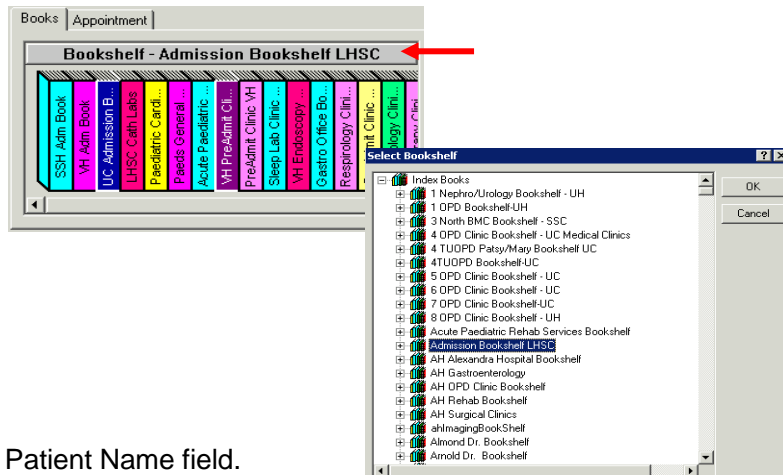 Books Appointment
Bookshelf - Admission Bookshelf LHSC
SSH Adm Book
VH Adm Book
UC Admission B...
LHSC Cath Labs
Paediatric Cardi...
Paeds General ...
Acute Paediatric ...
VH PreAdmit Cli...
PreAdmit Clinic VH
Sleep Lab Clinic ...
VH Endoscopy ...
Gastro Office Bo...
Respirology Clini...
mit Clinic ...
logy Clini...
Select Bookshelf
Index Books
1 Nephro/Urology Bookshelf - UH
1 OPD Bookshelf-UH
3 North BMC Bookshelf - SSC
4 OPD Clinic Bookshelf - UC Medical Clinics
4 TUOPD Patsy/Mary Bookshelf UC
4TUOPD Bookshelf-UC
5 OPD Clinic Bookshelf - UC
6 OPD Clinic Bookshelf - UC
7 OPD Clinic Bookshelf-UC
8 OPD Clinic Bookshelf - UH
Acute Paediatric Rehab Services Bookshelf
Admission Bookshelf LHSC
AH Alexandra Hospital Bookshelf
AH Gastroenterology
AH OPD Clinic Bookshelf
AH Rehab Bookshelf
AH Surgical Clinics
ahImagingBookShelf
Almond Dr. Bookshelf
Arnold Dr. Bookshelf
OK
Cancel
Patient Name field.